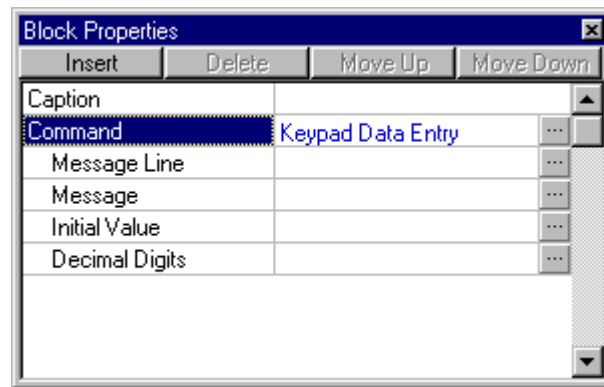 Block Properties
Insert Delete Move Up Move Down
Caption
Command Keypad Data Entry ...
Message Line ...
Message ...
Initial Value ...
Decimal Digits ...